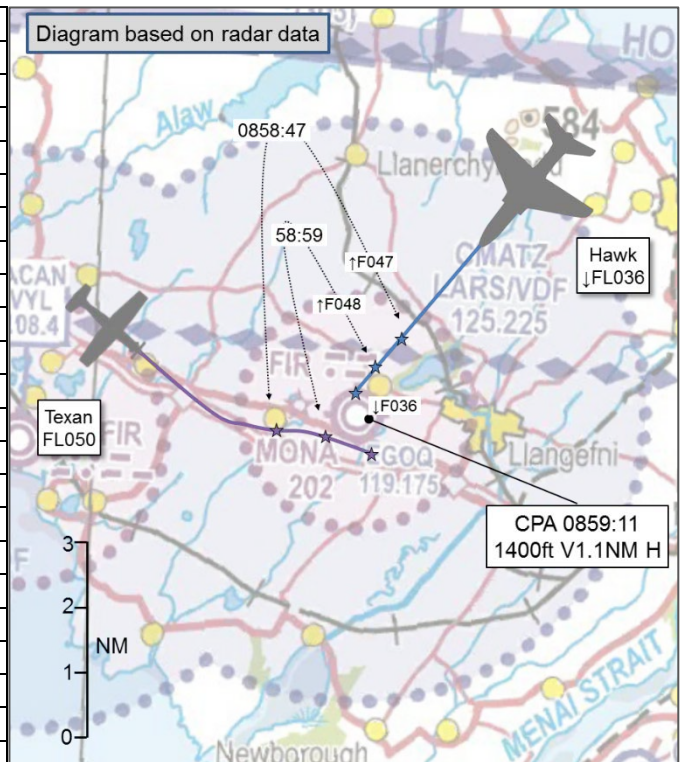 Diagram based on radar data
HO
Alaw
0858:47
584
Llanerchy
58:59
↑F047
CMATZ
LARS/VDF
125.225
Hawk
↓FL036
ACAN
VYL
08.4
↑F048
FIR
↓F036
Texan
FL050
FIR
MONA EGOQ
202 119.175
Llangefni
CPA 0859:11
1400ft V1.1NM H
3
F
2
NM
1
0
MENAI STRAIT
Newborough